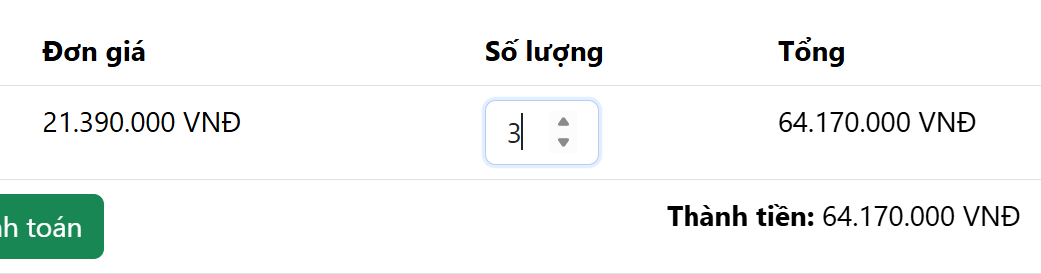 Đơn giá Số lượng Tổng
21.390.000 VNĐ 3 64.170.000 VNĐ
toán Thành tiền: 64.170.000 VNĐ